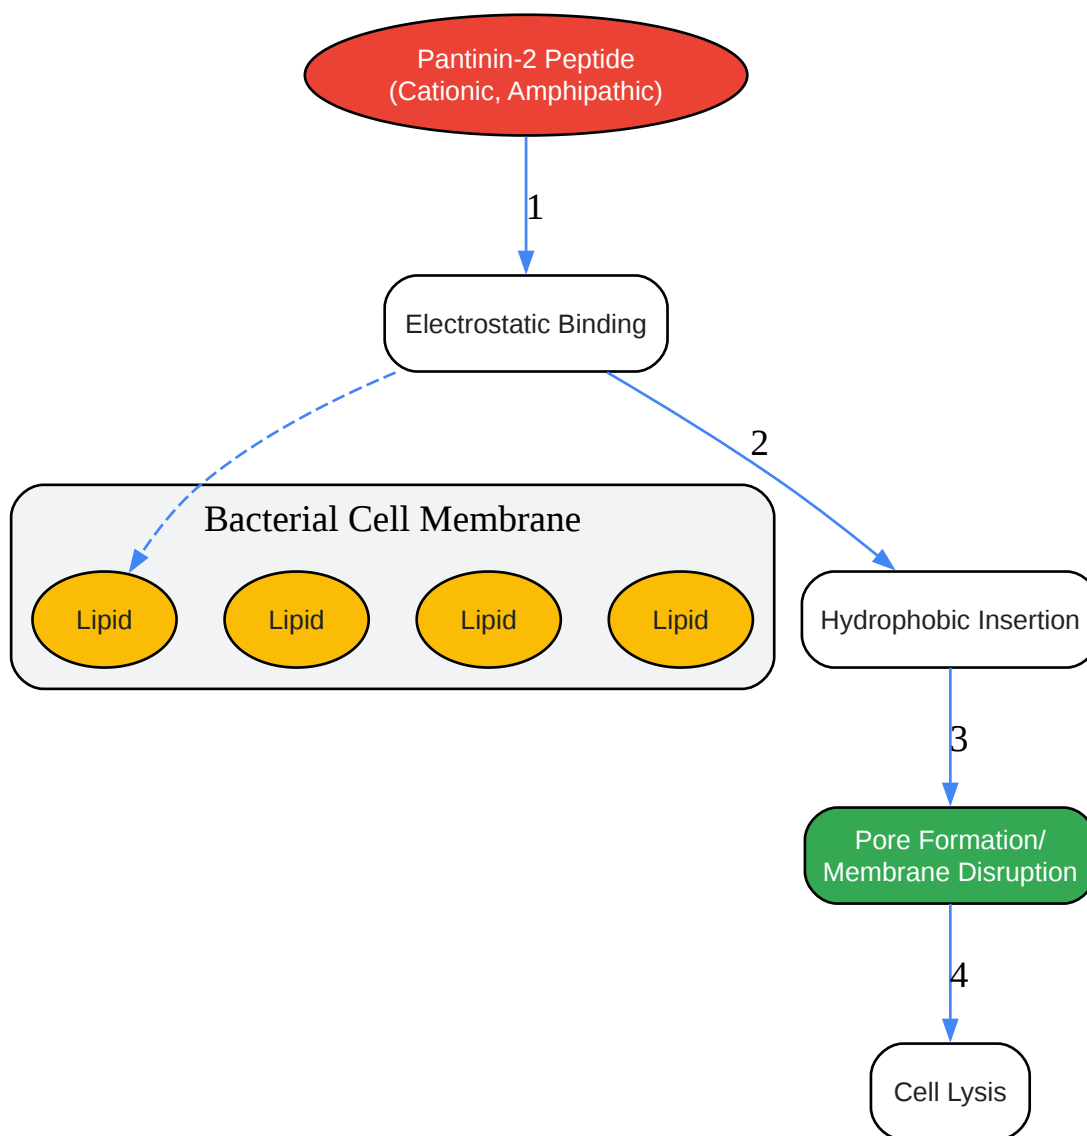 Pantinin-2 Peptide
(Cationic, Amphipathic)
1
Electrostatic Binding
2
Bacterial Cell Membrane
Lipid
Lipid
Lipid
Lipid
Hydrophobic Insertion
3
Pore Formation/
Membrane Disruption
4
Cell Lysis